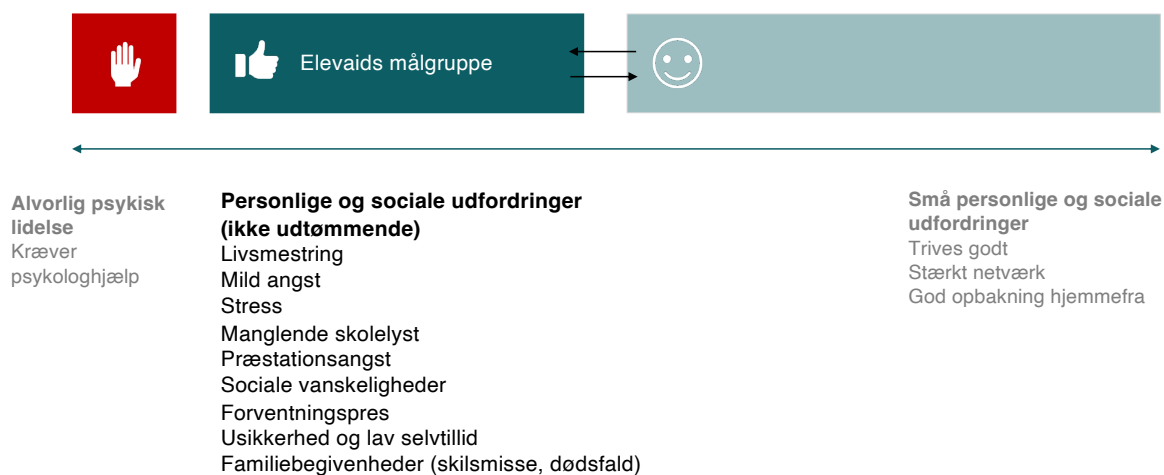 Elevaids målgruppe
Alvorlig psykisk
lidelse
Kræver
psykologhjælp
Personlige og sociale udfordringer
(ikke udtømmende)
Livsmestring
Mild angst
Stress
Manglende skolelyst
Præstationsangst
Sociale vanskeligheder
Forventningspres
Usikkerhed og lav selvtillid
Familiebegivenheder (skilsmisse, dødsfald)
Små personlige og sociale
udfordringer
Trives godt
Stærkt netværk
God opbakning hjemmefra